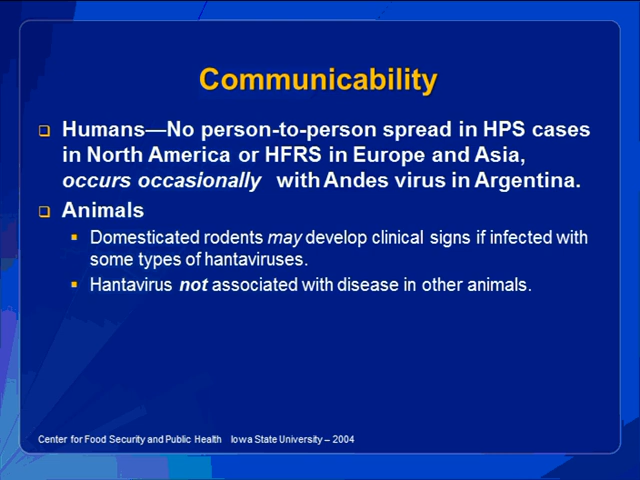 Communicability
Humans—No person-to-person spread in HPS cases
in North America or HFRS in Europe and Asia,
occurs occasionally with Andes virus in Argentina.
Animals
Domesticated rodents may develop clinical signs if infected with
some types of hantaviruses.
Hantavirus not associated with disease in other animals.
Center for Food Security and Public Health Iowa State University – 2004